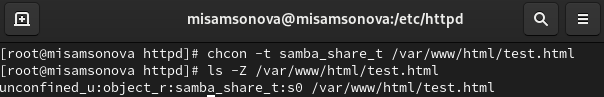 misamsonova@misamsonova:/etc/httpd
[root@misamsonova httpd]# chcon -t samba_share_t /var/www/html/test.html
[root@misamsonova httpd]# ls -Z /var/www/html/test.html
unconfined_u:object_r:samba_share_t:s0 /var/www/html/test.html